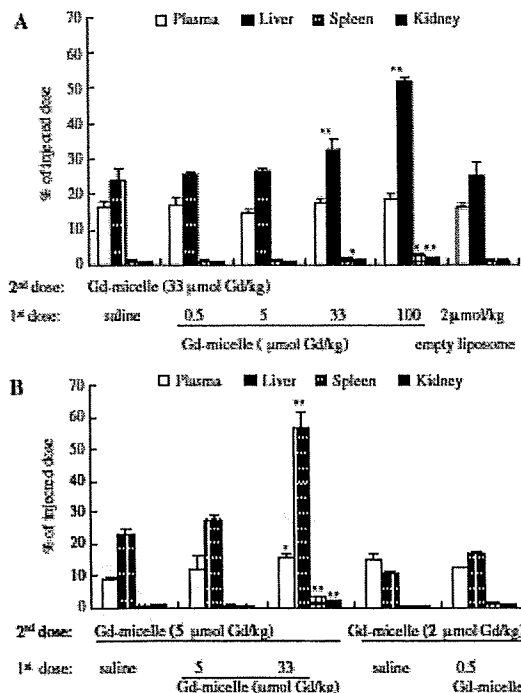 A
Plasma Liver Spleen Kidney
% of injected dose
70
60
50
40
30
20
10
0
** ** * * **
2nd dose: Gd-micelle (33 µmol Gd/kg)
1st dose: saline 0.5 5 33 100 2µmol/kg
Gd-micelle ( µmol Gd/kg) empty liposome
B
Plasma Liver Spleen Kidney
% of injected dose
70
60
50
40
30
20
10
0
** * ** **
2nd dose: Gd-micelle (5 µmol Gd/kg) Gd-micelle (2 µmol Gd/kg)
1st dose: saline 5 33 saline 0.5
Gd-micelle (µmol Gd/kg) Gd-micelle